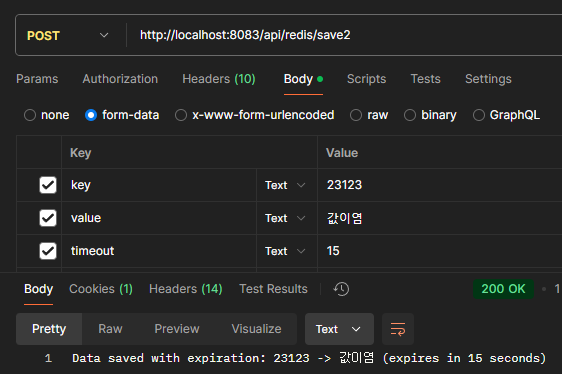 POST http://localhost:8083/api/redis/save2
Params Authorization Headers (10) Body Scripts Tests Settings
none form-data x-www-form-urlencoded raw binary GraphQL
Key Value
key Text 23123
value Text 값이염
timeout Text 15
Body Cookies (1) Headers (14) Test Results 200 OK 1
Pretty Raw Preview Visualize Text
1 Data saved with expiration: 23123 -> 값이염 (expires in 15 seconds)